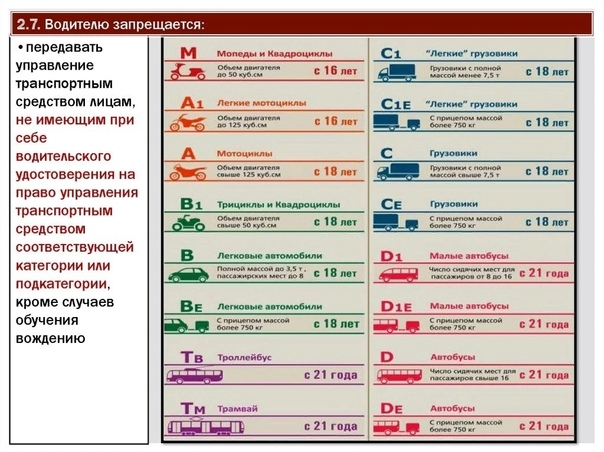 2.7. Водителю запрещается:
• передавать
управление
транспортным
средством лицам,
не имеющим при
себе
водительского
удостоверения на
право управления
транспортным
средством
соответствующей
категории или
подкатегории,
кроме случаев
обучения
вождению
M Мопеды и Квадроциклы
Объем двигателя
до 50 куб.см с 16 лет
A1 Легкие мотоциклы
Объем двигателя
до 125 куб.см с 16 лет
A Мотоциклы
Объем двигателя
свыше 125 куб.см с 18 лет
B1 Трициклы и Квадроциклы
Объем двигателя
свыше 50 куб.см с 18 лет
B Легковые автомобили
Полной массой до 3,5 т,
пассажирских мест до 8 с 18 лет
BE Легковые автомобили
С прицепом массой
более 750 кг с 18 лет
Тв Троллейбус
с 21 года
Тм Трамвай
с 21 года
C1 "Легкие" грузовики
Грузовики с полной
массой менее 7,5 т с 18 лет
C1E "Легкие" грузовики
С прицепом массой
более 750 кг с 18 лет
C Грузовики
Грузовики с полной
массой свыше 7,5 т с 18 лет
CE Грузовики
С прицепом массой
более 750 кг с 18 лет
D1 Малые автобусы
Число сидячих мест для
пассажиров от 8 до 16 с 21 года
D1E Малые автобусы
С прицепом массой
более 750 кг с 21 года
D Автобусы
Число сидячих мест для
пассажиров свыше 16 с 21 года
DE Автобусы
С прицепом массой
более 750 кг с 21 года